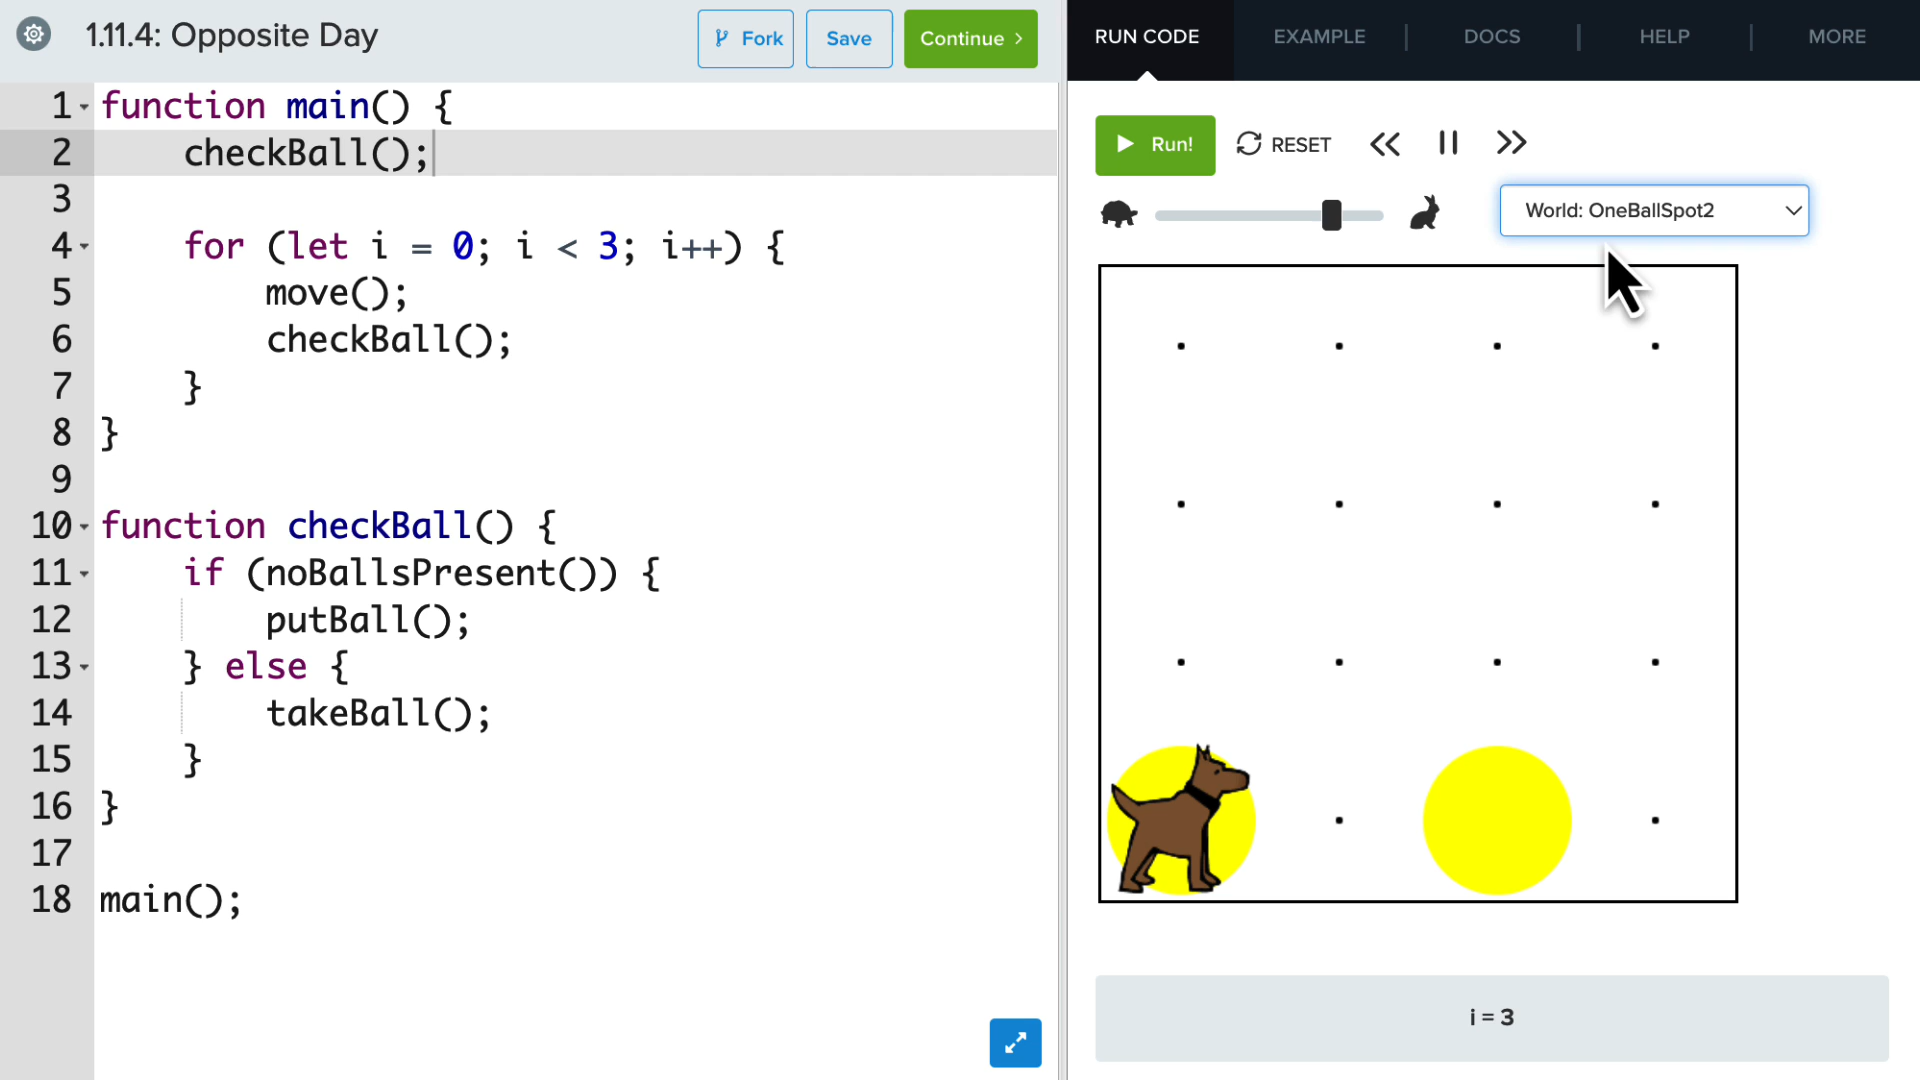 1.11.4: Opposite Day
Fork
Save
Continue
RUN CODE
EXAMPLE
DOCS
HELP
MORE
1 function main() {
2 checkBall();
3
4 for (let i = 0; i < 3; i++) {
5 move();
6 checkBall();
7 }
8 }
9
10 function checkBall() {
11 if (noBallsPresent()) {
12 putBall();
13 } else {
14 takeBall();
15 }
16 }
17
18 main();
Run!
RESET
World: OneBallSpot2
i = 3